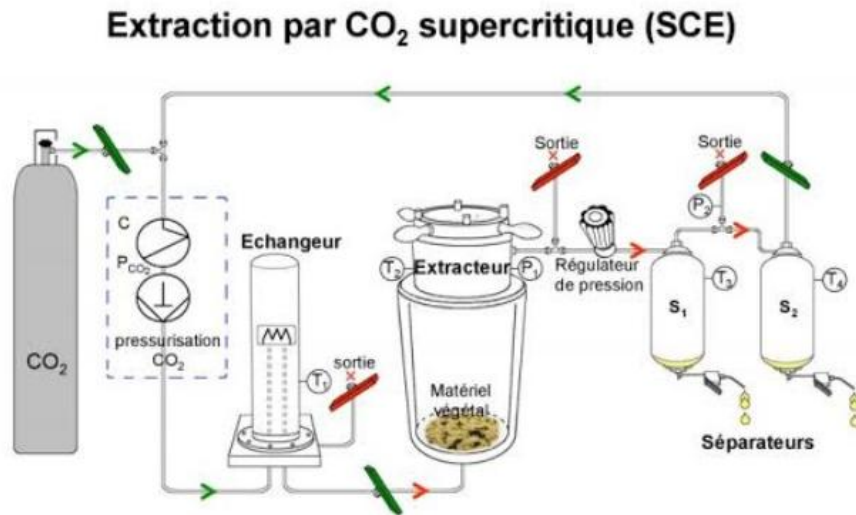 Extraction par CO₂ supercritique (SCE)
Sortie
Sortie
C
P_CO₂
pressurisation
CO₂
CO₂
Echangeur
T₁
sortie
T₂
Extracteur
P₁
Régulateur
de pression
P₂
S₁
T₃
S₂
T₄
Matériel
végétal
Séparateurs